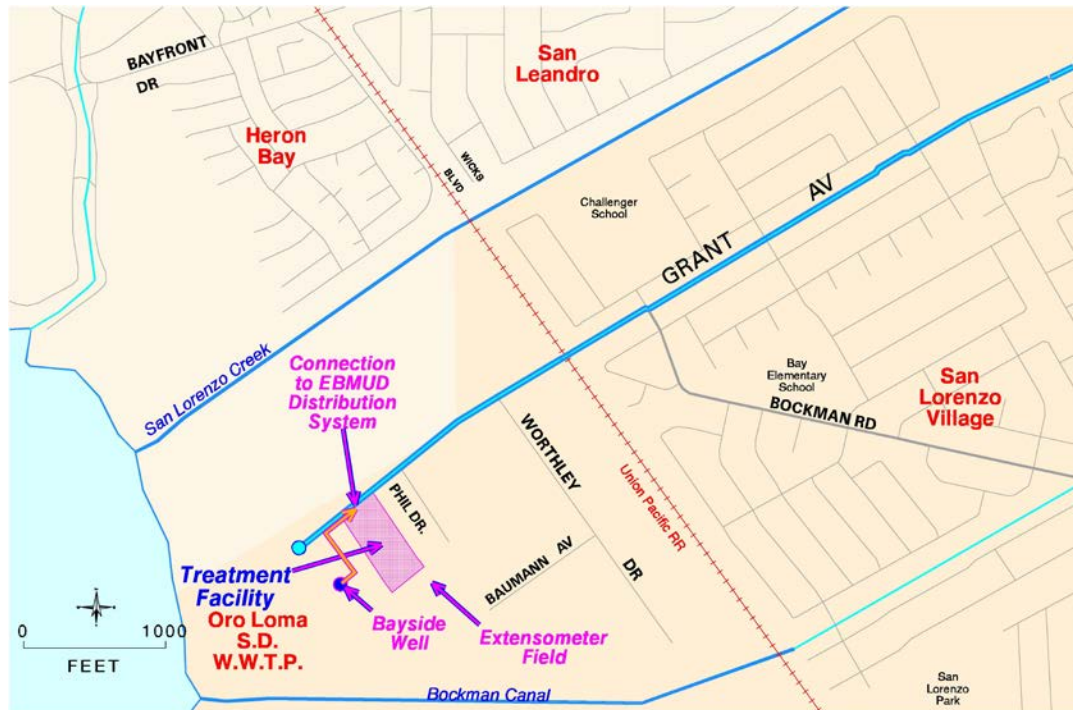 BAYFRONT
DR
San
Leandro
Heron
Bay
WICKS
BLVD
Challenger
School
GRANT
AV
San Lorenzo Creek
Connection
to EBMUD
Distribution
System
Bay
Elementary
School
BOCKMAN RD
San
Lorenzo
Village
WORTHLEY
DR
Union Pacific RR
PHIL DR.
BAUMANN AV
Treatment
Facility
Oro Loma
S.D.
W.W.T.P.
Bayside
Well
Extensometer
Field
0 1000
FEET
Bockman Canal
San
Lorenzo
Park